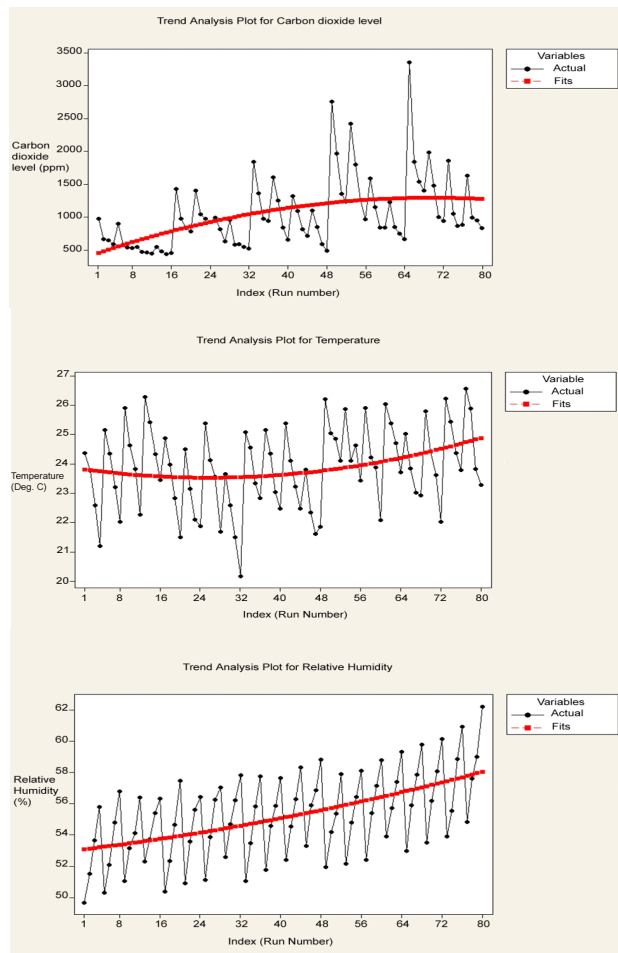 Trend Analysis Plot for Carbon dioxide level
3500
3000
2500
2000
1500
1000
500
Carbon
dioxide
level (ppm)
1 8 16 24 32 40 48 56 64 72 80
Index (Run number)
Variables
Actual
Fits
Trend Analysis Plot for Temperature
27
26
25
24
23
22
21
20
Temperature
(Deg. C)
1 8 16 24 32 40 48 56 64 72 80
Index (Run Number)
Variable
Actual
Fits
Trend Analysis Plot for Relative Humidity
62
60
58
56
54
52
50
Relative
Humidity
(%)
1 8 16 24 32 40 48 56 64 72 80
Index (Run Number)
Variables
Actual
Fits